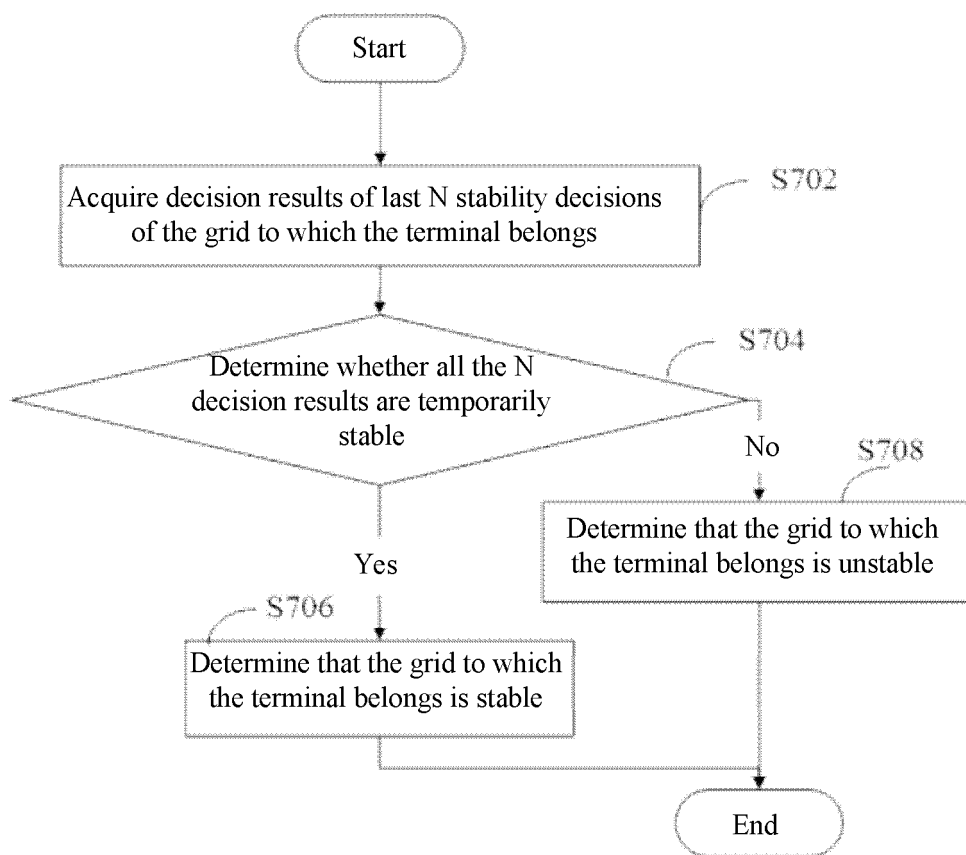 Start
Acquire decision results of last N stability decisions
of the grid to which the terminal belongs
S702
Determine whether all the N
decision results are temporarily
stable
S704
No
S708
Determine that the grid to which
the terminal belongs is unstable
Yes
S706
Determine that the grid to which
the terminal belongs is stable
End